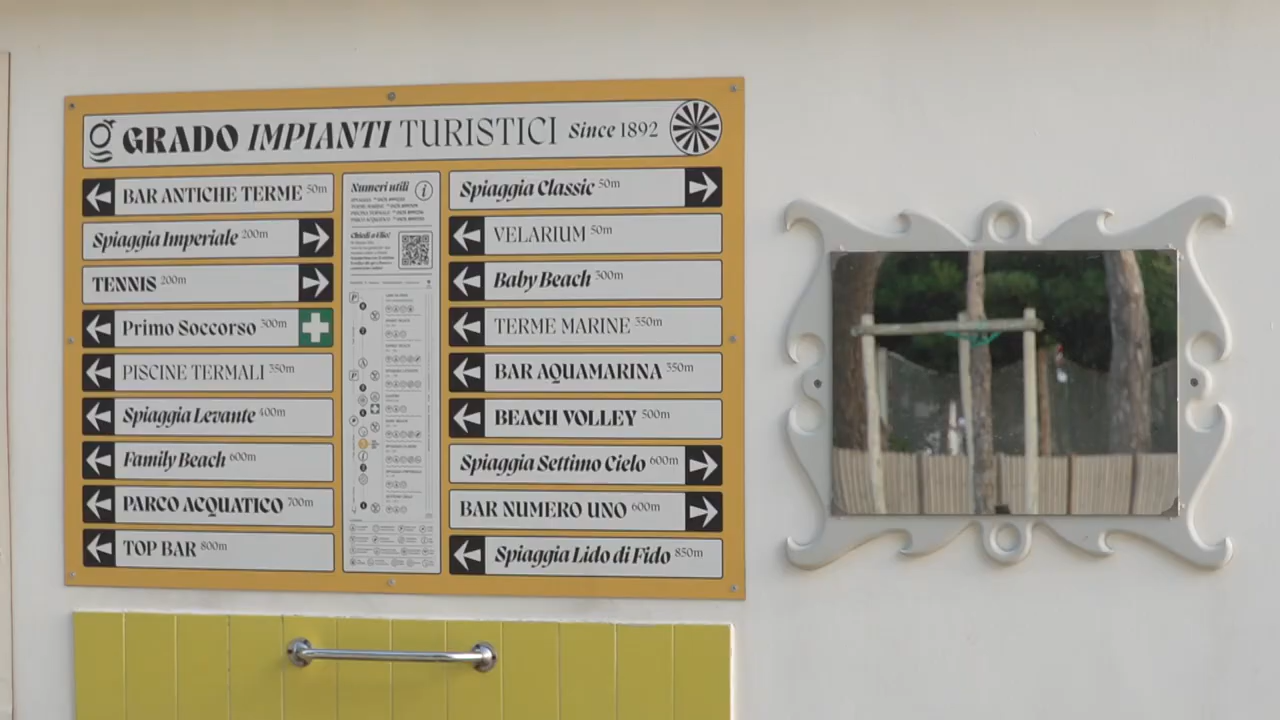 GRADO IMPIANTI TURISTICI Since 1892
BAR ANTICHE TERME 50m
Spiaggia Imperiale 200m
TENNIS 200m
Primo Soccorso 300m
PISCINE TERMALI 350m
Spiaggia Levante 400m
Family Beach 600m
PARCO ACQUATICO 700m
TOP BAR 800m
Numeri utili
Spiaggia Classic 50m
VELARIUM 50m
Baby Beach 300m
TERME MARINE 350m
BAR AQUAMARINA 350m
BEACH VOLLEY 500m
Spiaggia Settimo Cielo 600m
BAR NUMERO UNO 600m
Spiaggia Lido di Fido 850m